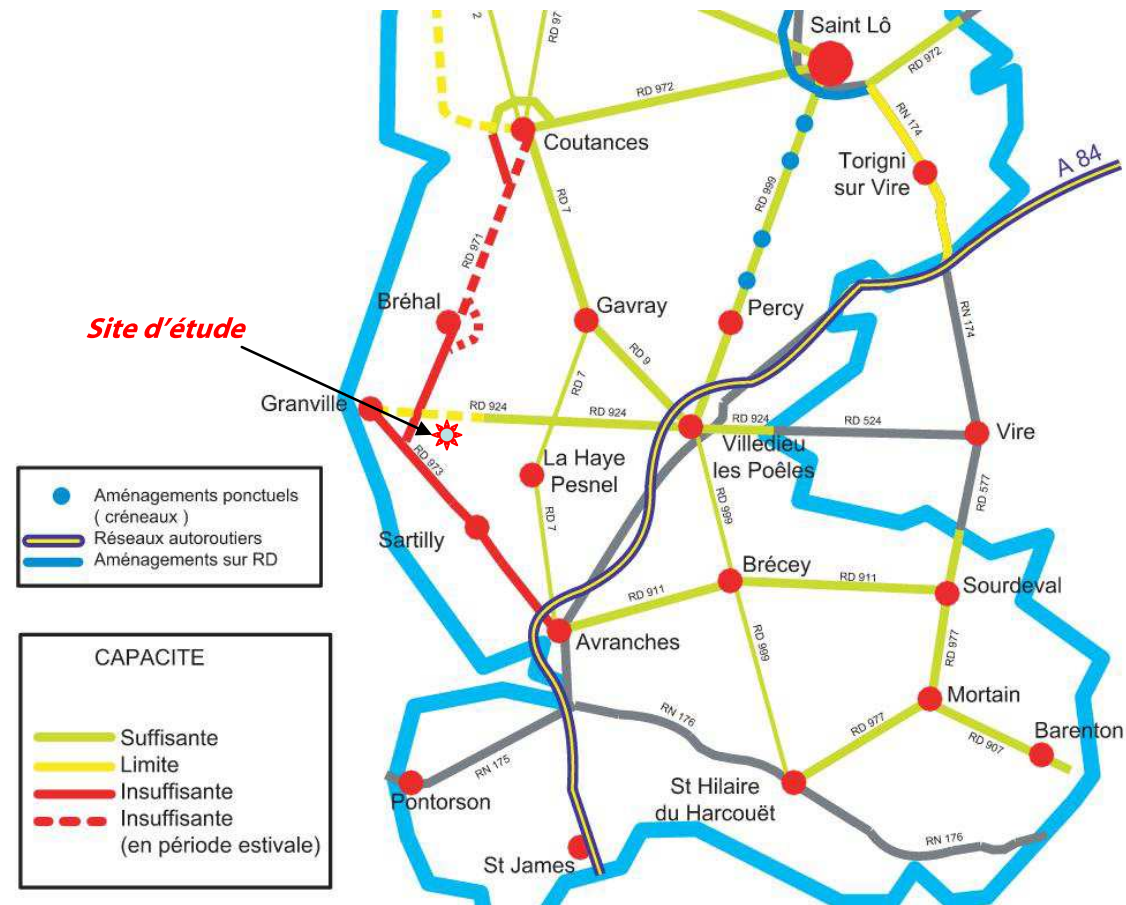 2
RD 97
Saint Lô
RD 972
RD 972
Coutances
RN 174
Torigni
sur Vire
A 84
RD 7
RD 999
RD 971
Bréhal
Gavray
Percy
Site d'étude
RN 174
RD 9
RD 7
Granville
RD 924
RD 924
RD 924
RD 524
Vire
Villedieu
les Poêles
RD 973
La Haye
Pesnel
RD 577
Aménagements ponctuels
( créneaux )
Réseaux autoroutiers
Aménagements sur RD
RD 7
RD 999
Sartilly
Brécey
RD 911
RD 911
Sourdeval
Avranches
RD 999
RD 977
CAPACITE
Suffisante
Limite
Insuffisante
Insuffisante
(en période estivale)
Mortain
RN 176
RD 977
RD 907
Barenton
RN 175
Pontorson
St Hilaire
du Harcouët
RN 176
St James